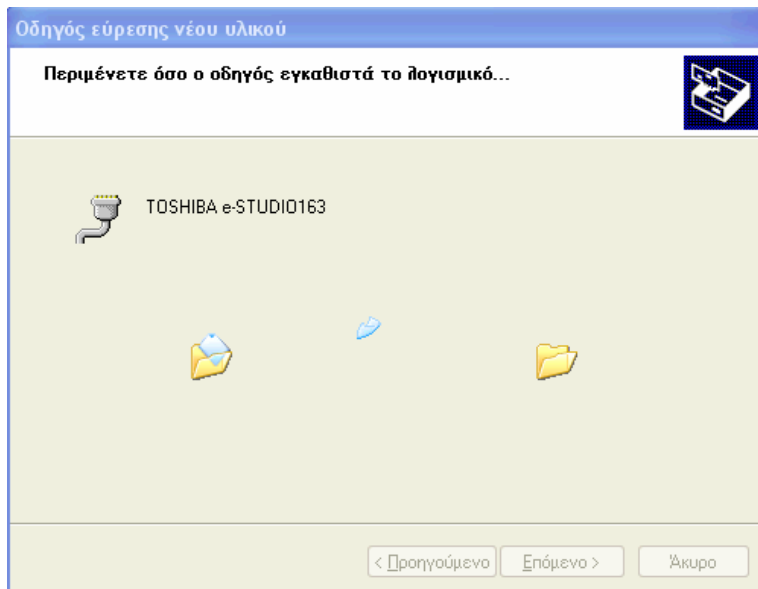 Οδηγός εύρεσης νέου υλικού
Περιμένετε όσο ο οδηγός εγκαθιστά το λογισμικό...
TOSHIBA e-STUDIO163
< Προηγούμενο Επόμενο > Άκυρο